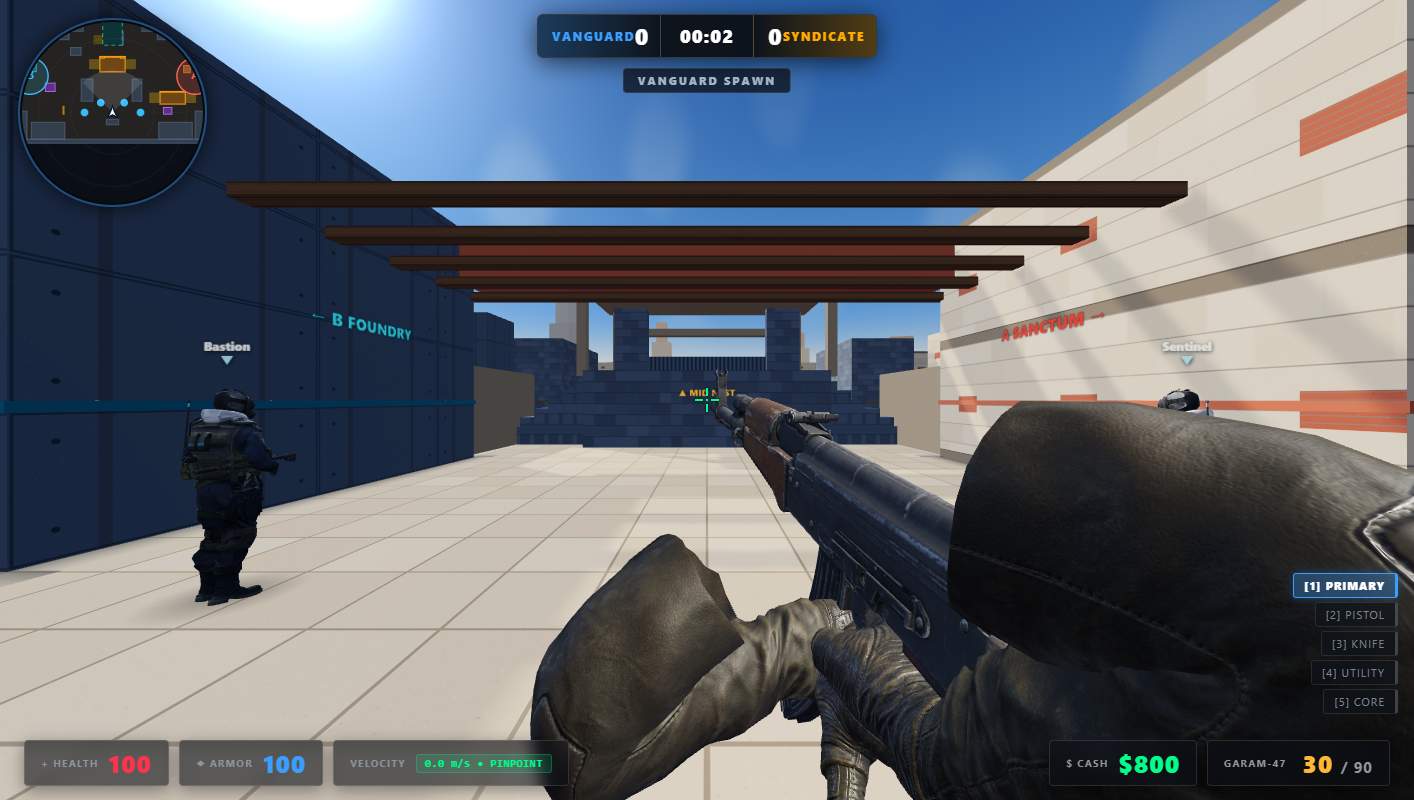 VANGUARD 0 00:02 0 SYNDICATE
VANGUARD SPAWN
← B FOUNDRY
A SANCTUM →
Bastion
Sentinel
[1] PRIMARY
[2] PISTOL
[3] KNIFE
[4] UTILITY
[5] CORE
+ HEALTH 100
◆ ARMOR 100
VELOCITY 0.0 m/s • PINPOINT
$ CASH $800
GARAM-47 30 / 90